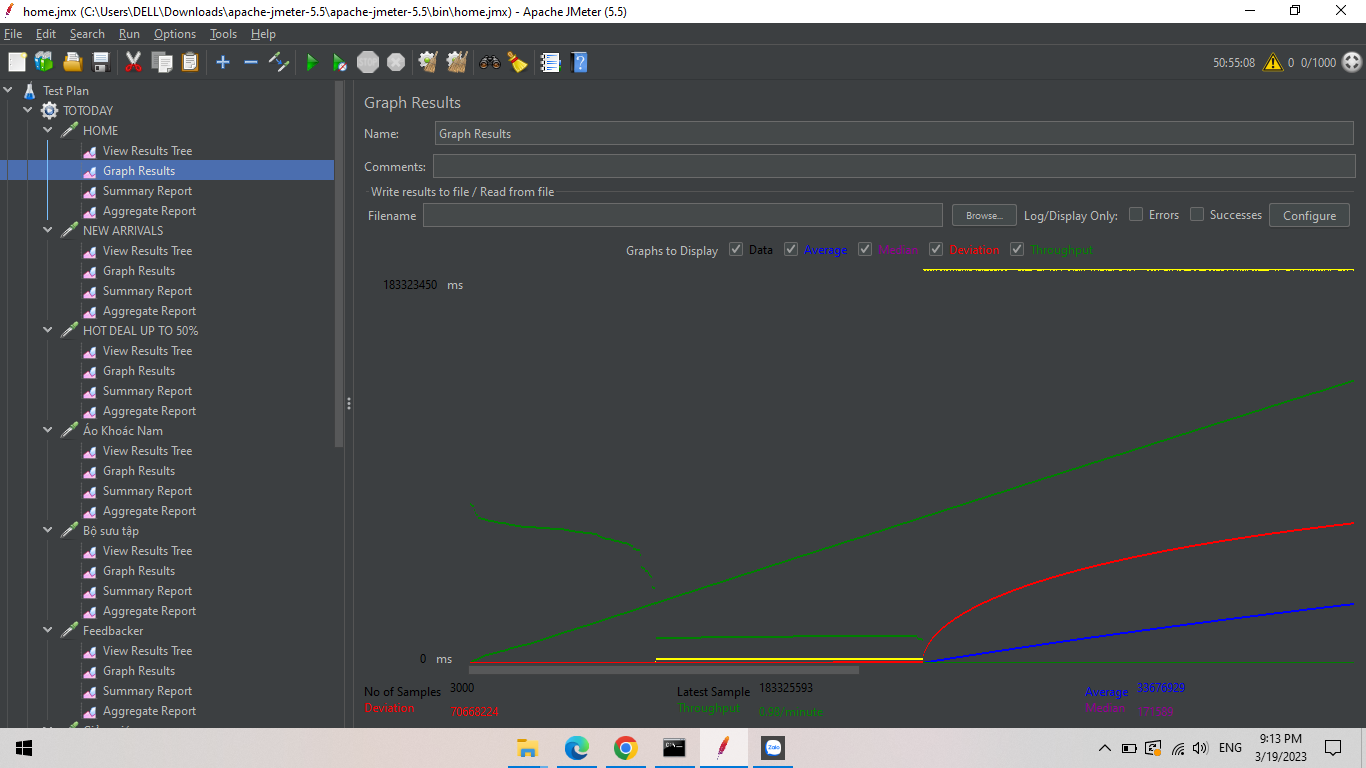 home.jmx (C:\Users\DELL\Downloads\apache-jmeter-5.5\apache-jmeter-5.5\bin\home.jmx) - Apache JMeter (5.5)
File Edit Search Run Options Tools Help
STOP
50:55:08 0 0/1000
Test Plan
TOTODAY
HOME
View Results Tree
Graph Results
Summary Report
Aggregate Report
NEW ARRIVALS
View Results Tree
Graph Results
Summary Report
Aggregate Report
HOT DEAL UP TO 50%
View Results Tree
Graph Results
Summary Report
Aggregate Report
Áo Khoác Nam
View Results Tree
Graph Results
Summary Report
Aggregate Report
Bộ sưu tập
View Results Tree
Graph Results
Summary Report
Aggregate Report
Feedbacker
View Results Tree
Graph Results
Summary Report
Aggregate Report
Graph Results
Name: Graph Results
Comments:
Write results to file / Read from file
Filename Browse... Log/Display Only: Errors Successes Configure
Graphs to Display Data Average Median Deviation Throughput
183323450 ms
0 ms
No of Samples 3000 Latest Sample 183325593 Average 33676929
Deviation 70668224 Throughput 0.98/minute Median
Zalo
ENG
9:13 PM
3/19/2023